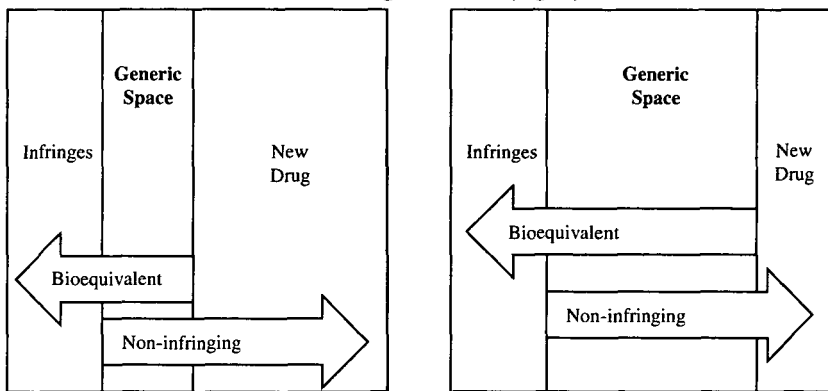 Generic
Space
Infringes
New
Drug
Bioequivalent
Non-infringing
Generic
Space
Infringes
New
Drug
Bioequivalent
Non-infringing